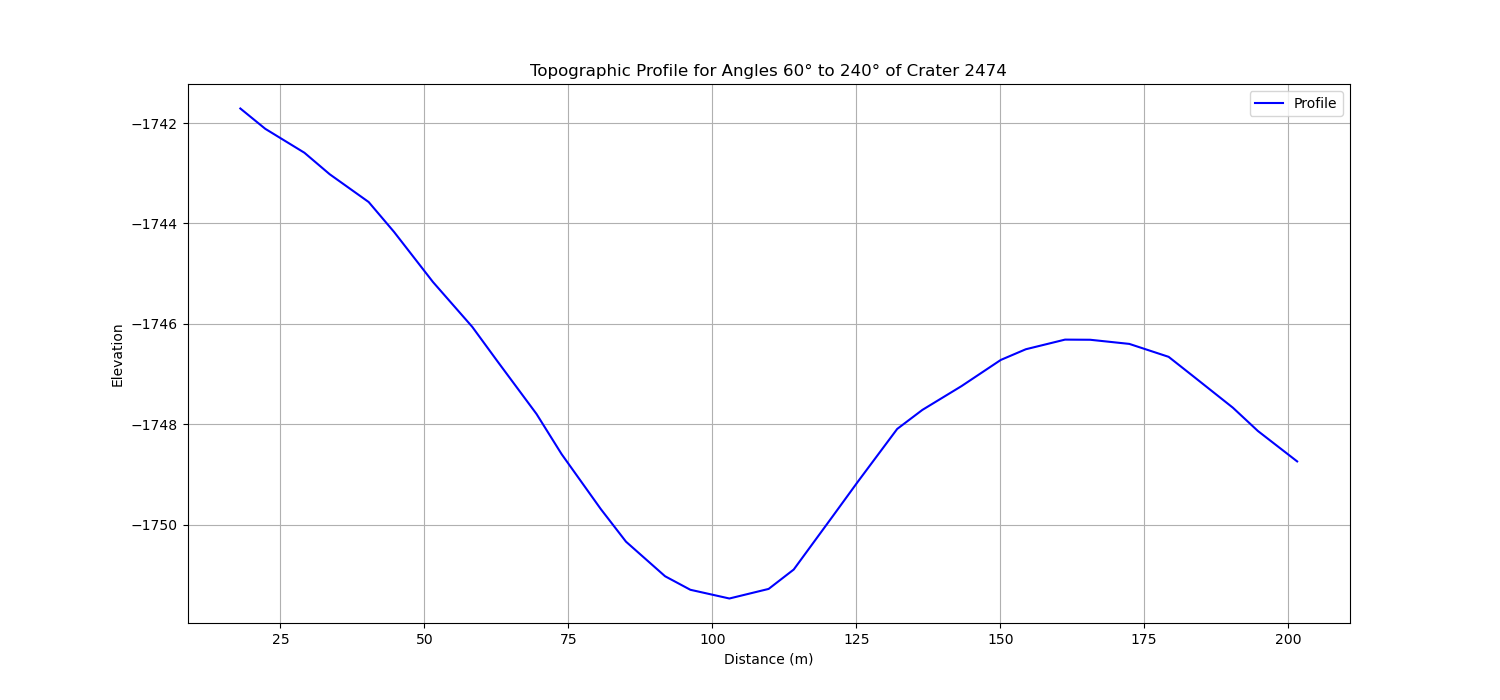 Topographic Profile for Angles 60° to 240° of Crater 2474
Profile
Elevation
−1742
−1744
−1746
−1748
−1750
25 50 75 100 125 150 175 200
Distance (m)